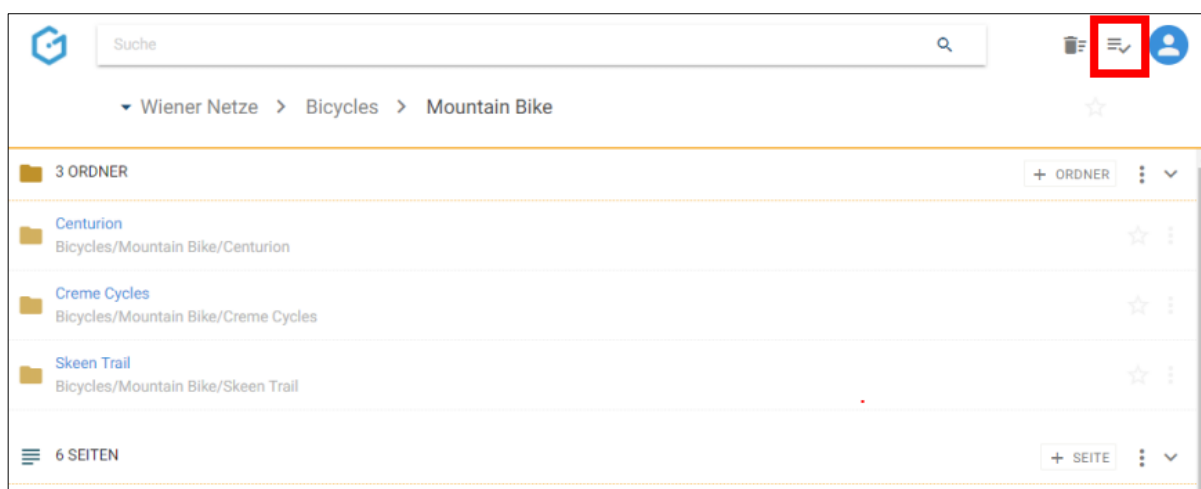 Suche
Wiener Netze > Bicycles > Mountain Bike
3 ORDNER
+ ORDNER
Centurion
Bicycles/Mountain Bike/Centurion
Creme Cycles
Bicycles/Mountain Bike/Creme Cycles
Skeen Trail
Bicycles/Mountain Bike/Skeen Trail
6 SEITEN
+ SEITE